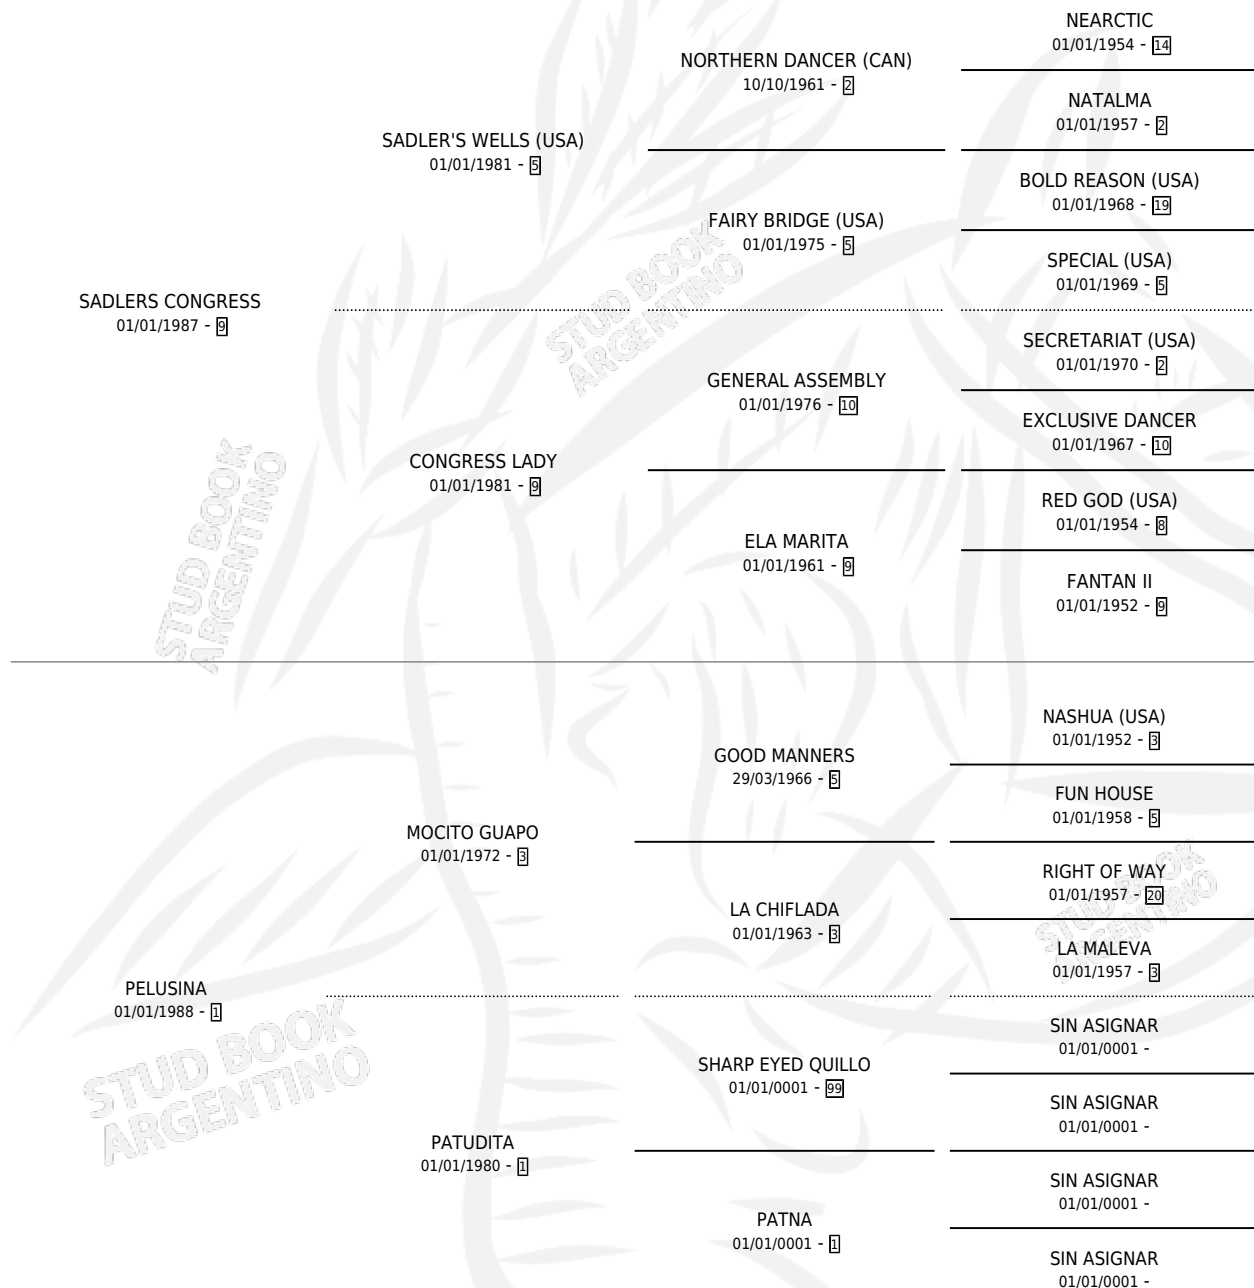 NEARCTIC
01/01/1954 - 14
NORTHERN DANCER (CAN)
10/10/1961 - 2
NATALMA
01/01/1957 - 2
SADLER'S WELLS (USA)
01/01/1981 - 5
BOLD REASON (USA)
01/01/1968 - 19
FAIRY BRIDGE (USA)
01/01/1975 - 5
SPECIAL (USA)
01/01/1969 - 5
SADLERS CONGRESS
01/01/1987 - 9
SECRETARIAT (USA)
01/01/1970 - 2
GENERAL ASSEMBLY
01/01/1976 - 10
EXCLUSIVE DANCER
01/01/1967 - 10
CONGRESS LADY
01/01/1981 - 9
RED GOD (USA)
01/01/1954 - 8
ELA MARITA
01/01/1961 - 9
FANTAN II
01/01/1952 - 9
NASHUA (USA)
01/01/1952 - 3
GOOD MANNERS
29/03/1966 - 5
FUN HOUSE
01/01/1958 - 5
MOCITO GUAPO
01/01/1972 - 3
RIGHT OF WAY
01/01/1957 - 20
LA CHIFLADA
01/01/1963 - 3
LA MALEVA
01/01/1957 - 3
PELUSINA
01/01/1988 - 1
SIN ASIGNAR
01/01/0001 -
SHARP EYED QUILLO
01/01/0001 - 99
SIN ASIGNAR
01/01/0001 -
PATUDITA
01/01/1980 - 1
SIN ASIGNAR
01/01/0001 -
PATNA
01/01/0001 - 1
SIN ASIGNAR
01/01/0001 -
STUD BOOK
ARGENTINO
STUD BOOK
ARGENTINO
STUD BOOK
ARGENTINO
STUD BOOK
ARGENTINO